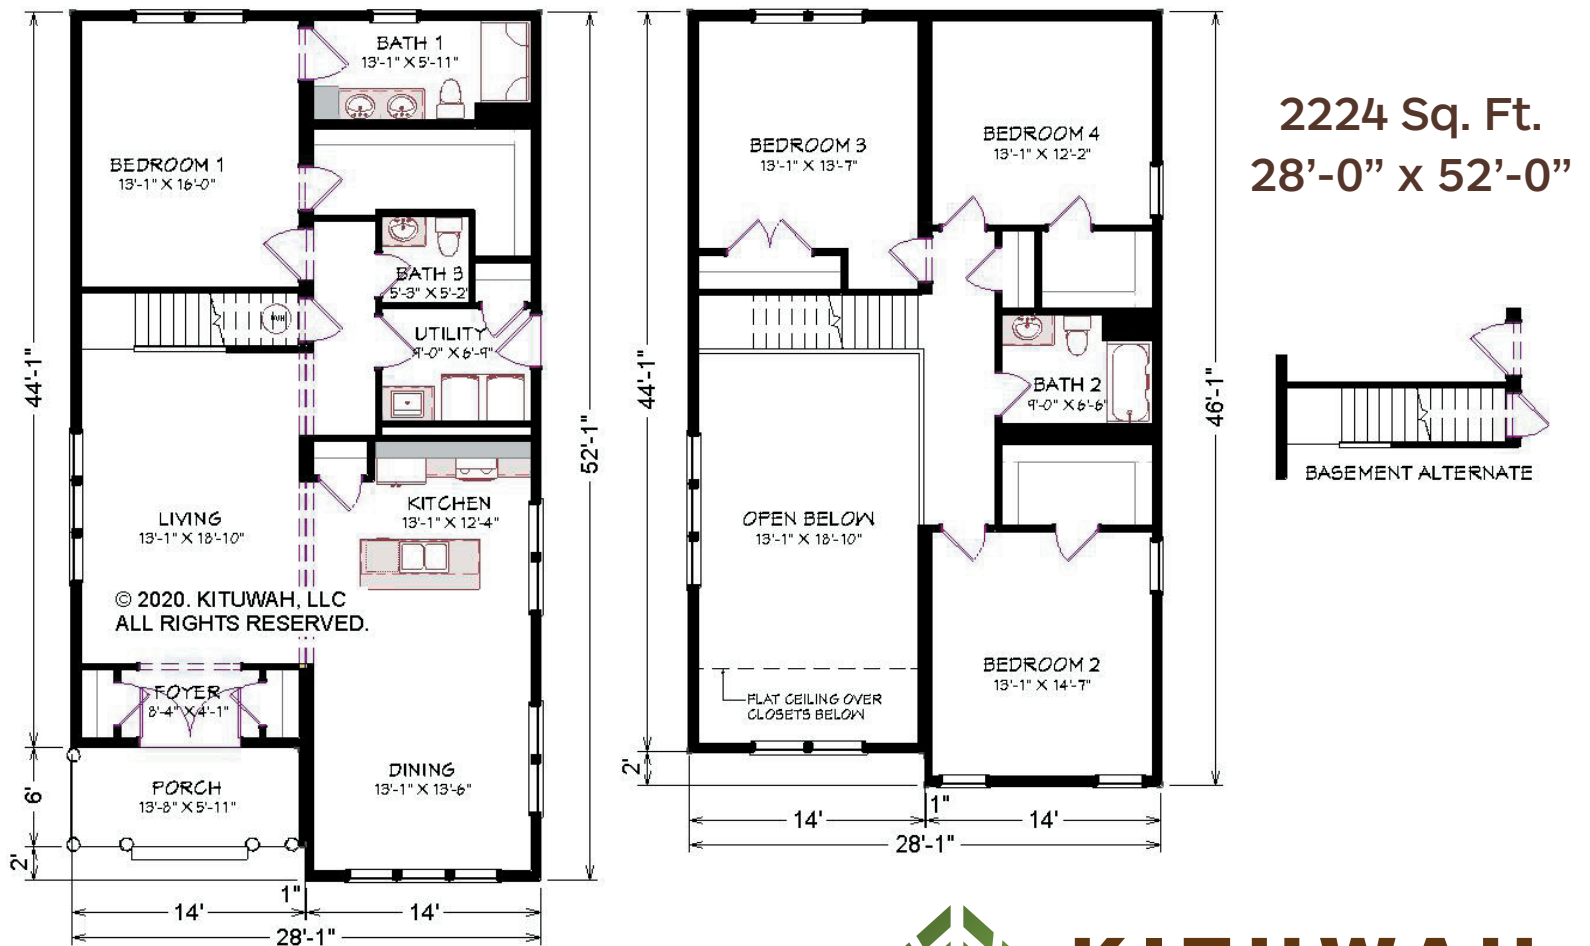 BATH 1
13'-1" X 5'-11"
BEDROOM 1
13'-1" X 16'-0"
BATH 3
5'-3" X 5'-2"
UTILITY
9'-0" X 6'-9"
44'-1"
52'-1"
KITCHEN
13'-1" X 12'-4"
LIVING
13'-1" X 18'-10"
© 2020. KITUWAH, LLC
ALL RIGHTS RESERVED.
FOYER
8'-4" X 4'-1"
PORCH
13'-8" X 5'-11"
DINING
13'-1" X 13'-6"
6'
2'
1"
14'
14'
28'-1"
BEDROOM 3
13'-1" X 13'-7"
BEDROOM 4
13'-1" X 12'-2"
44'-1"
46'-1"
BATH 2
9'-0" X 6'-6"
OPEN BELOW
13'-1" X 18'-10"
BEDROOM 2
13'-1" X 14'-7"
FLAT CEILING OVER
CLOSETS BELOW
2'
1"
14'
14'
28'-1"
2224 Sq. Ft.
28’-0” x 52’-0”
BASEMENT ALTERNATE
KITUWAH